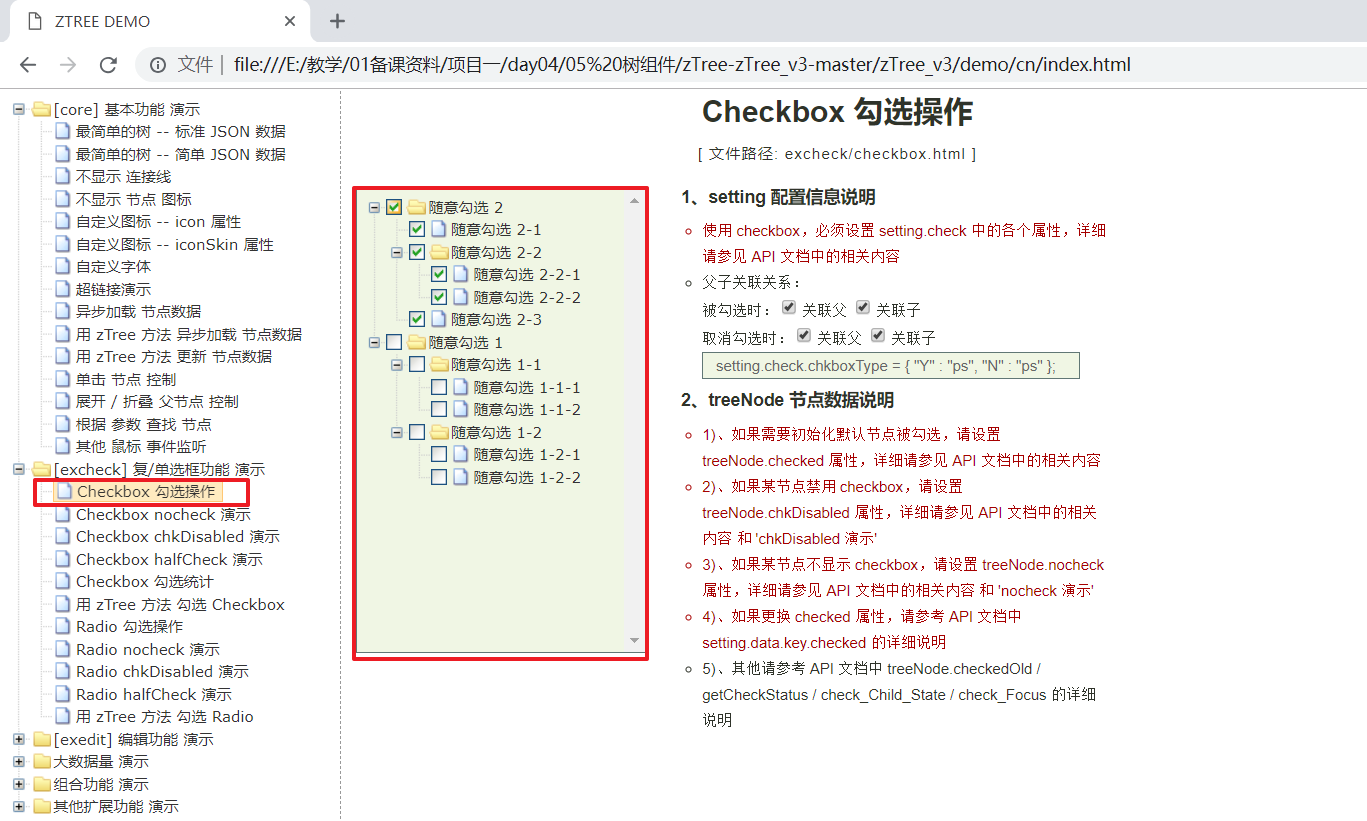 ZTREE DEMO
文件 | file:///E:/教学/01备课资料/项目一/day04/05%20树组件/zTree-zTree_v3-master/zTree_v3/demo/cn/index.html
[core] 基本功能 演示
最简单的树 -- 标准 JSON 数据
最简单的树 -- 简单 JSON 数据
不显示 连接线
不显示 节点 图标
自定义图标 -- icon 属性
自定义图标 -- iconSkin 属性
自定义字体
超链接演示
异步加载 节点数据
用 zTree 方法 异步加载 节点数据
用 zTree 方法 更新 节点数据
单击 节点 控制
展开 / 折叠 父节点 控制
根据 参数 查找 节点
其他 鼠标 事件监听
[excheck] 复/单选框功能 演示
Checkbox 勾选操作
Checkbox nocheck 演示
Checkbox chkDisabled 演示
Checkbox halfCheck 演示
Checkbox 勾选统计
用 zTree 方法 勾选 Checkbox
Radio 勾选操作
Radio nocheck 演示
Radio chkDisabled 演示
Radio halfCheck 演示
用 zTree 方法 勾选 Radio
[exedit] 编辑功能 演示
大数据量 演示
组合功能 演示
其他扩展功能 演示
Checkbox 勾选操作
[ 文件路径: excheck/checkbox.html ]
随意勾选 2
随意勾选 2-1
随意勾选 2-2
随意勾选 2-2-1
随意勾选 2-2-2
随意勾选 2-3
随意勾选 1
随意勾选 1-1
随意勾选 1-1-1
随意勾选 1-1-2
随意勾选 1-2
随意勾选 1-2-1
随意勾选 1-2-2
1、setting 配置信息说明
使用 checkbox，必须设置 setting.check 中的各个属性，详细
请参见 API 文档中的相关内容
父子关联关系：
被勾选时： 关联父 关联子
取消勾选时： 关联父 关联子
setting.check.chkboxType = { "Y" : "ps", "N" : "ps" };
2、treeNode 节点数据说明
1)、如果需要初始化默认节点被勾选，请设置
treeNode.checked 属性，详细请参见 API 文档中的相关内容
2)、如果某节点禁用 checkbox，请设置
treeNode.chkDisabled 属性，详细请参见 API 文档中的相关
内容 和 'chkDisabled 演示'
3)、如果某节点不显示 checkbox，请设置 treeNode.nocheck
属性，详细请参见 API 文档中的相关内容 和 'nocheck 演示'
4)、如果更换 checked 属性，请参考 API 文档中
setting.data.key.checked 的详细说明
5)、其他请参考 API 文档中 treeNode.checkedOld /
getCheckStatus / check_Child_State / check_Focus 的详细
说明